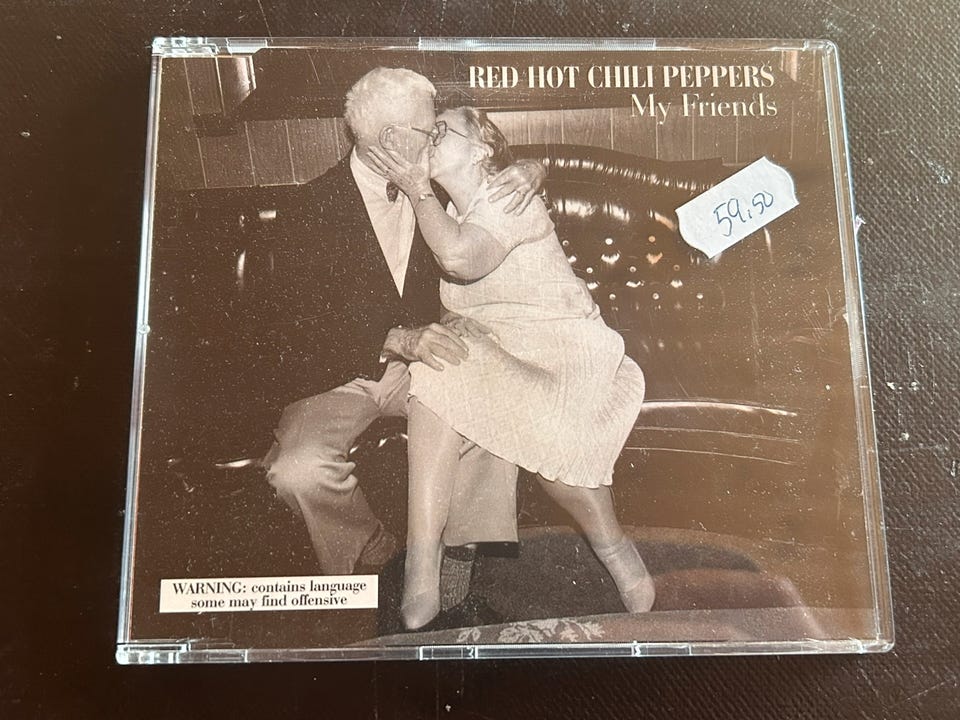 RED HOT CHILI PEPPERS
My Friends
59,50
WARNING: contains language
some may find offensive